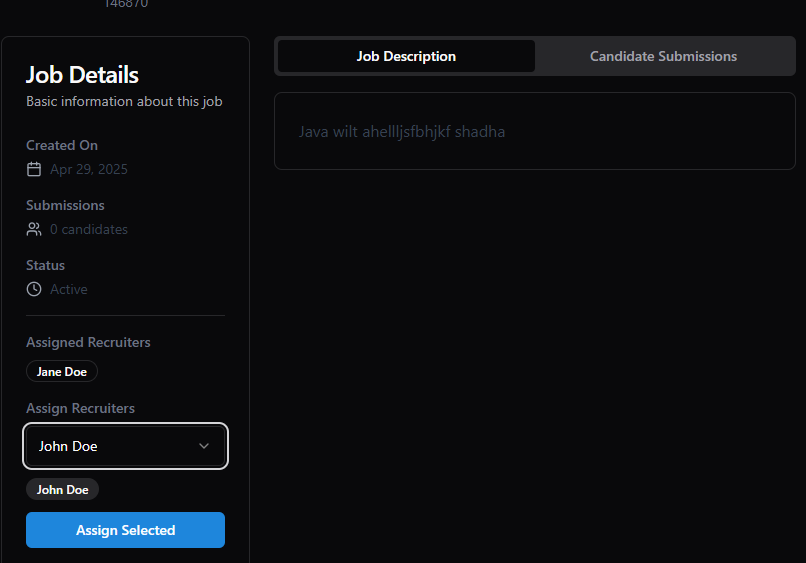 146870
Job Details
Basic information about this job
Created On
Apr 29, 2025
Submissions
0 candidates
Status
Active
Assigned Recruiters
Jane Doe
Assign Recruiters
John Doe
John Doe
Assign Selected
Job Description
Candidate Submissions
Java wilt ahellljsfbhjkf shadha